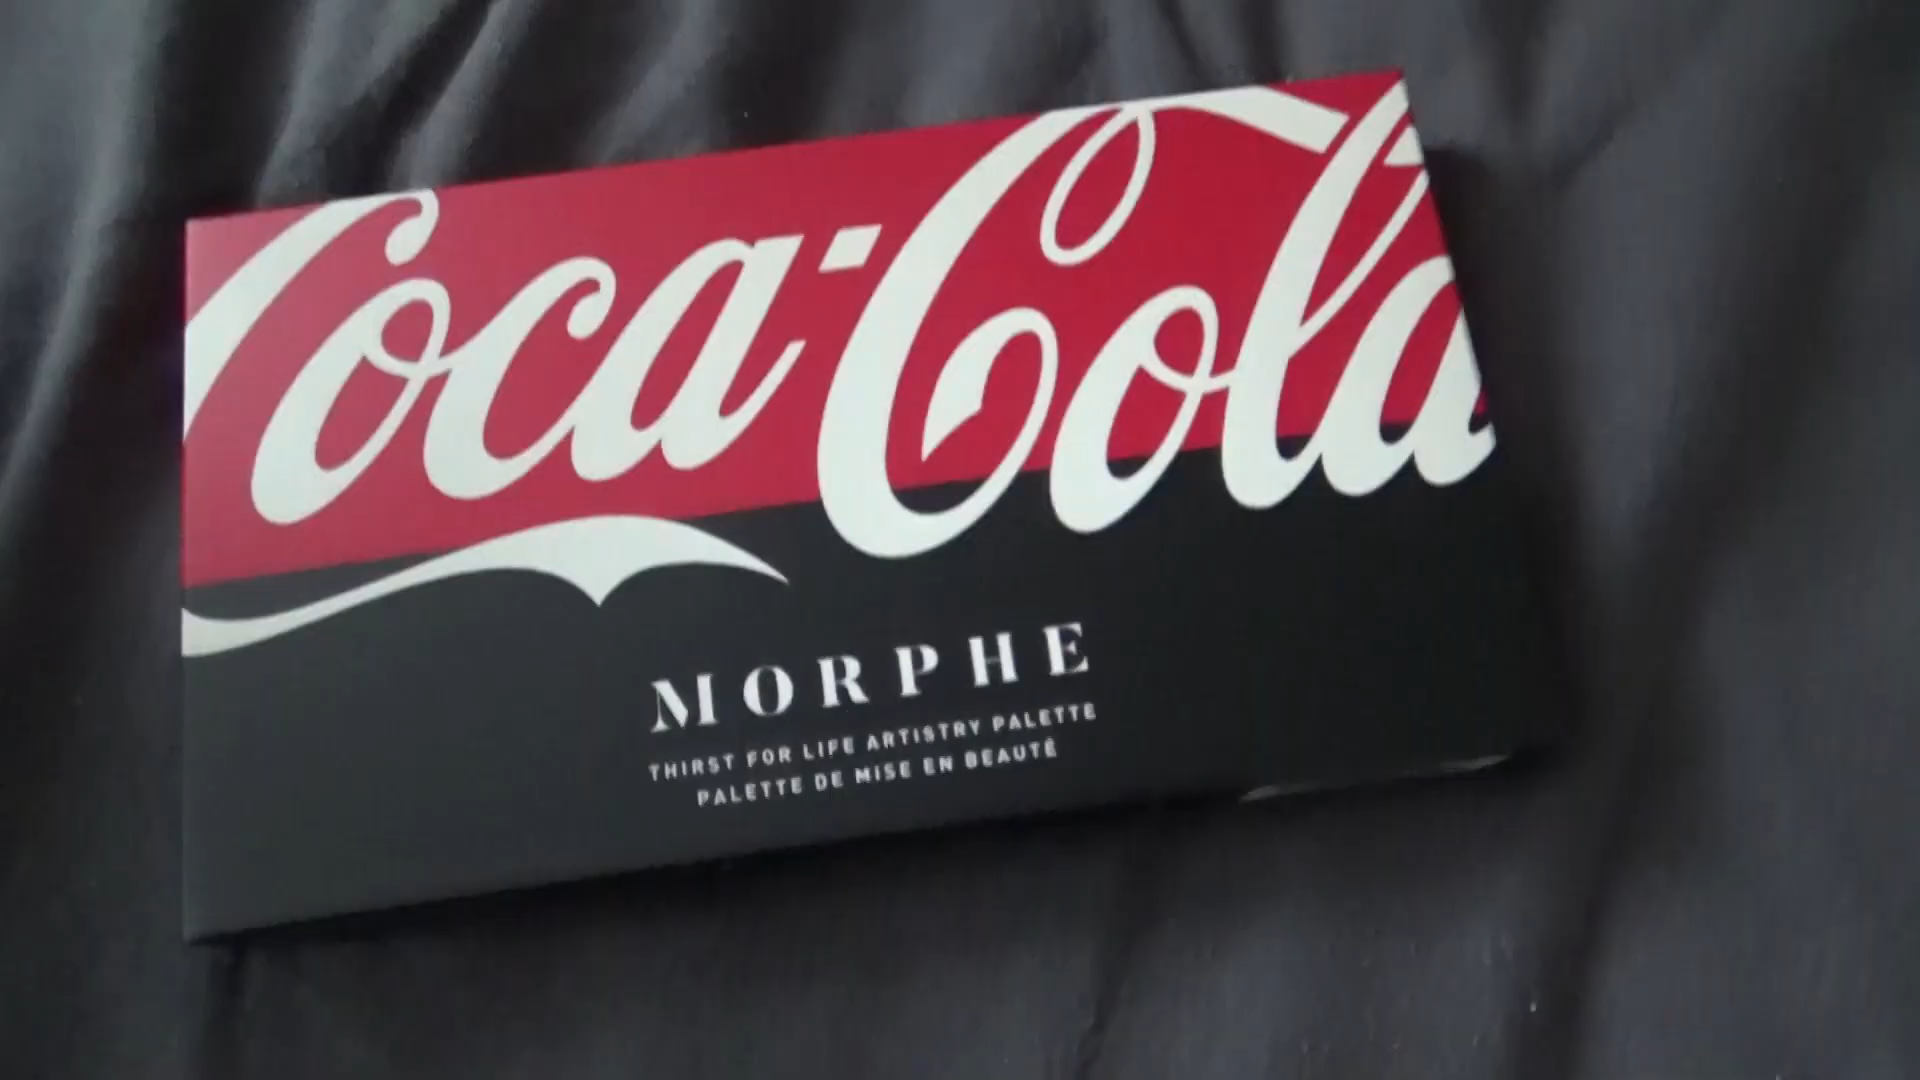 Coca-Cola
MORPHE
THIRST FOR LIFE ARTISTRY PALETTE
PALETTE DE MISE EN BEAUTÉ